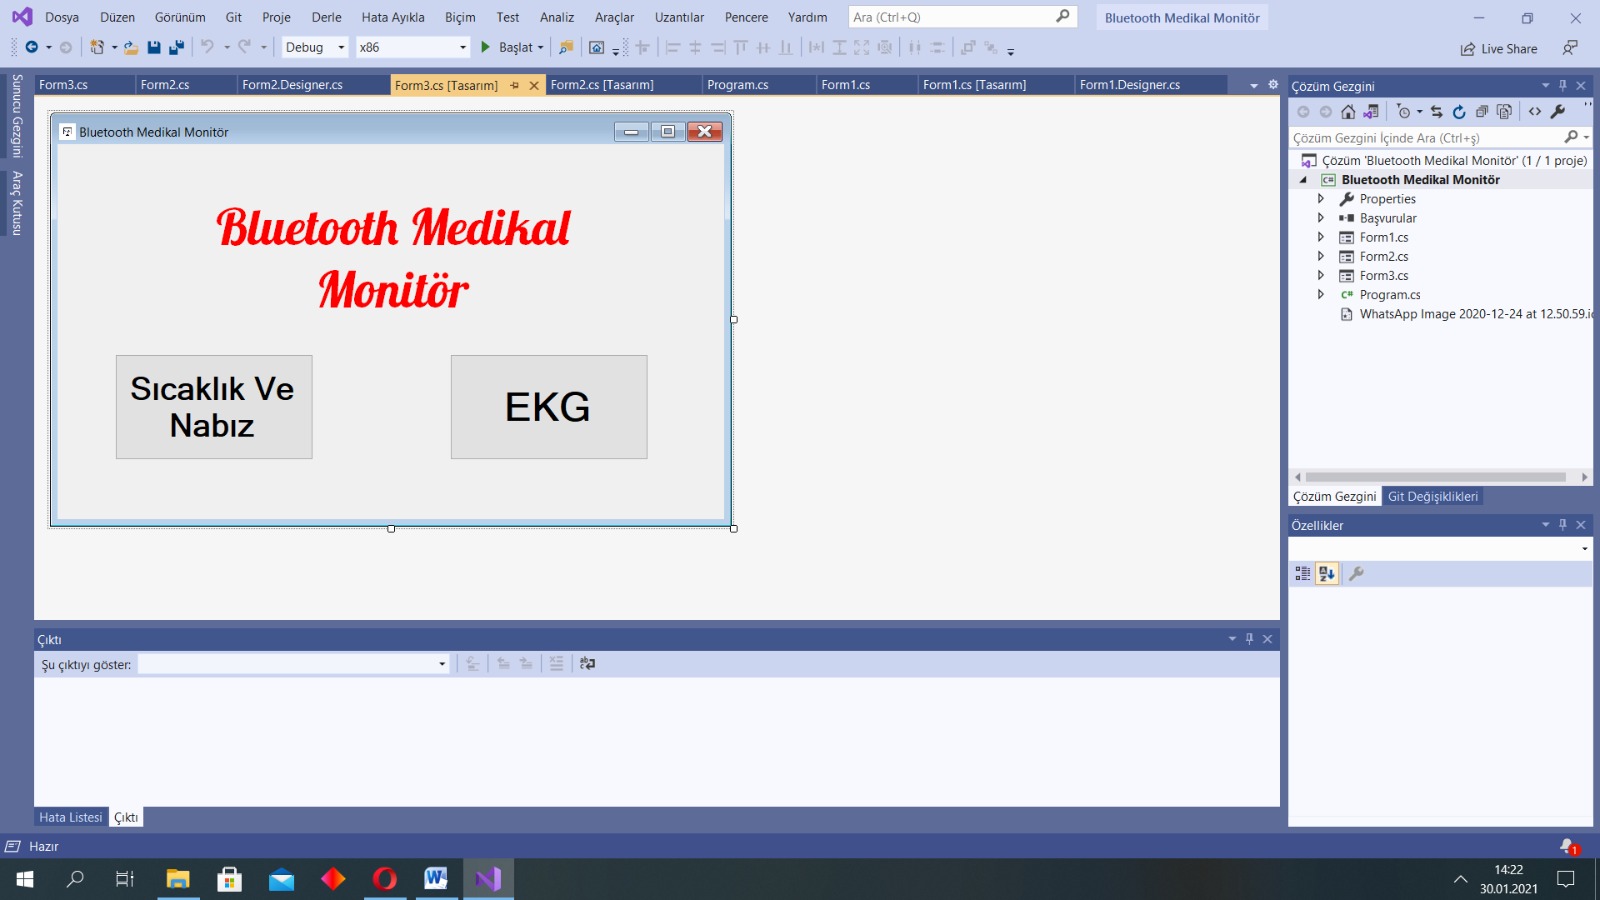 Dosya Düzen Görünüm Git Proje Derle Hata Ayıkla Biçim Test Analiz Araçlar Uzantılar Pencere Yardım Ara (Ctrl+Q) Bluetooth Medikal Monitör
Debug x86 Başlat Live Share
Form3.cs Form2.cs Form2.Designer.cs Form3.cs [Tasarım] Form2.cs [Tasarım] Program.cs Form1.cs Form1.cs [Tasarım] Form1.Designer.cs
Sunucu Gezgini
Araç Kutusu
Bluetooth Medikal Monitör
Bluetooth Medikal
Monitör
Sıcaklık Ve
Nabız
EKG
Çözüm Gezgini
Çözüm Gezgini İçinde Ara (Ctrl+ş)
Çözüm 'Bluetooth Medikal Monitör' (1 / 1 proje)
C# Bluetooth Medikal Monitör
Properties
Başvurular
Form1.cs
Form2.cs
Form3.cs
C# Program.cs
WhatsApp Image 2020-12-24 at 12.50.59.ic
Çözüm Gezgini Git Değişiklikleri
Özellikler
Çıktı
Şu çıktıyı göster:
Hata Listesi Çıktı
Hazır
1
14:22
30.01.2021